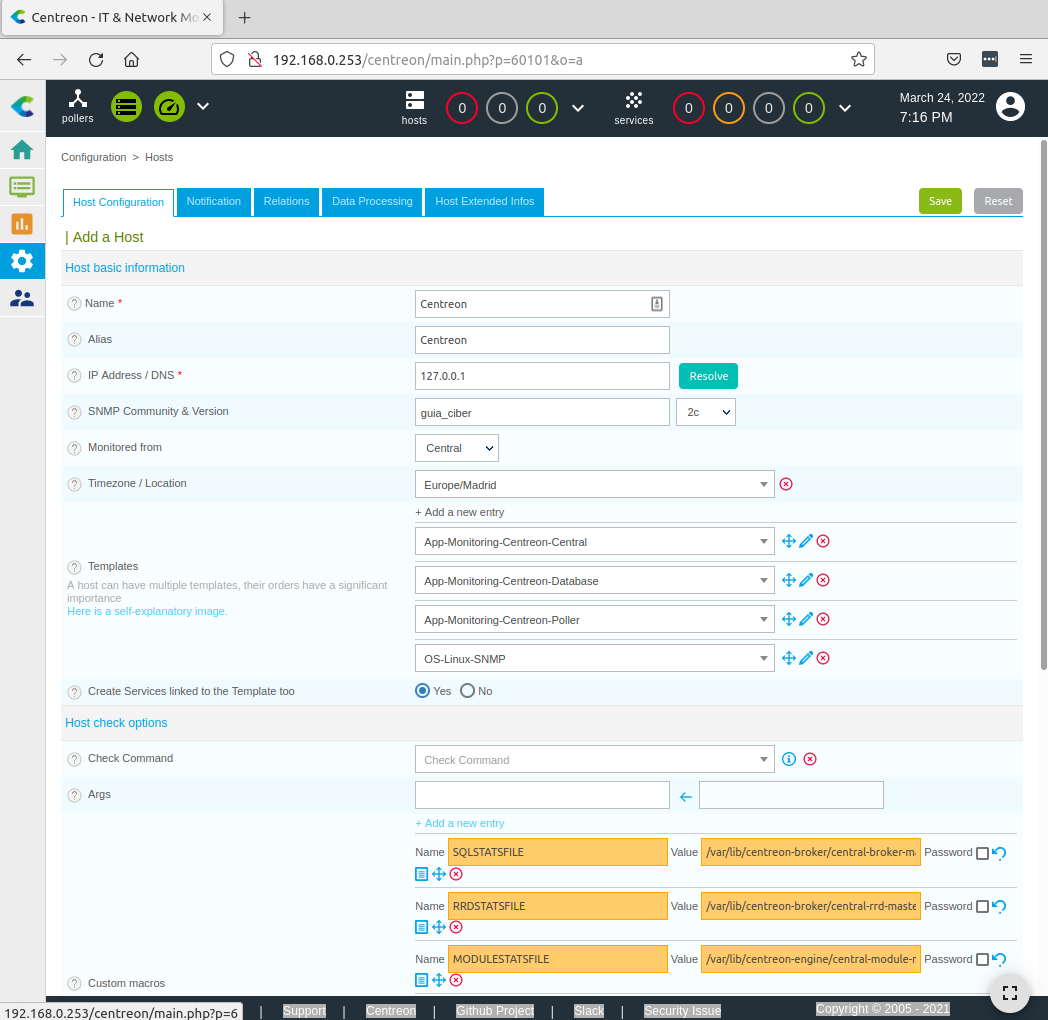 Centreon - IT & Network Mo
192.168.0.253/centreon/main.php?p=60101&o=a
pollers
hosts
0
0
0
services
0
0
0
0
March 24, 2022
7:16 PM
Configuration > Hosts
Host Configuration
Notification
Relations
Data Processing
Host Extended Infos
Save
Reset
| Add a Host
Host basic information
? Name *
Centreon
? Alias
Centreon
? IP Address / DNS *
127.0.0.1
Resolve
? SNMP Community & Version
guia_ciber
2c
? Monitored from
Central
? Timezone / Location
Europe/Madrid
+ Add a new entry
? Templates
A host can have multiple templates, their orders have a significant
importance
Here is a self-explanatory image.
App-Monitoring-Centreon-Central
App-Monitoring-Centreon-Database
App-Monitoring-Centreon-Poller
OS-Linux-SNMP
? Create Services linked to the Template too
Yes No
Host check options
? Check Command
Check Command
? Args
+ Add a new entry
Name SQLSTATSFILE Value /var/lib/centreon-broker/central-broker-ma Password
Name RRDSTATSFILE Value /var/lib/centreon-broker/central-rrd-maste Password
Name MODULESTATSFILE Value /var/lib/centreon-engine/central-module-r Password
? Custom macros
192.168.0.253/centreon/main.php?p=6
| Support | Centreon | Github Project | Slack | Security Issue
Copyright © 2005 - 2021